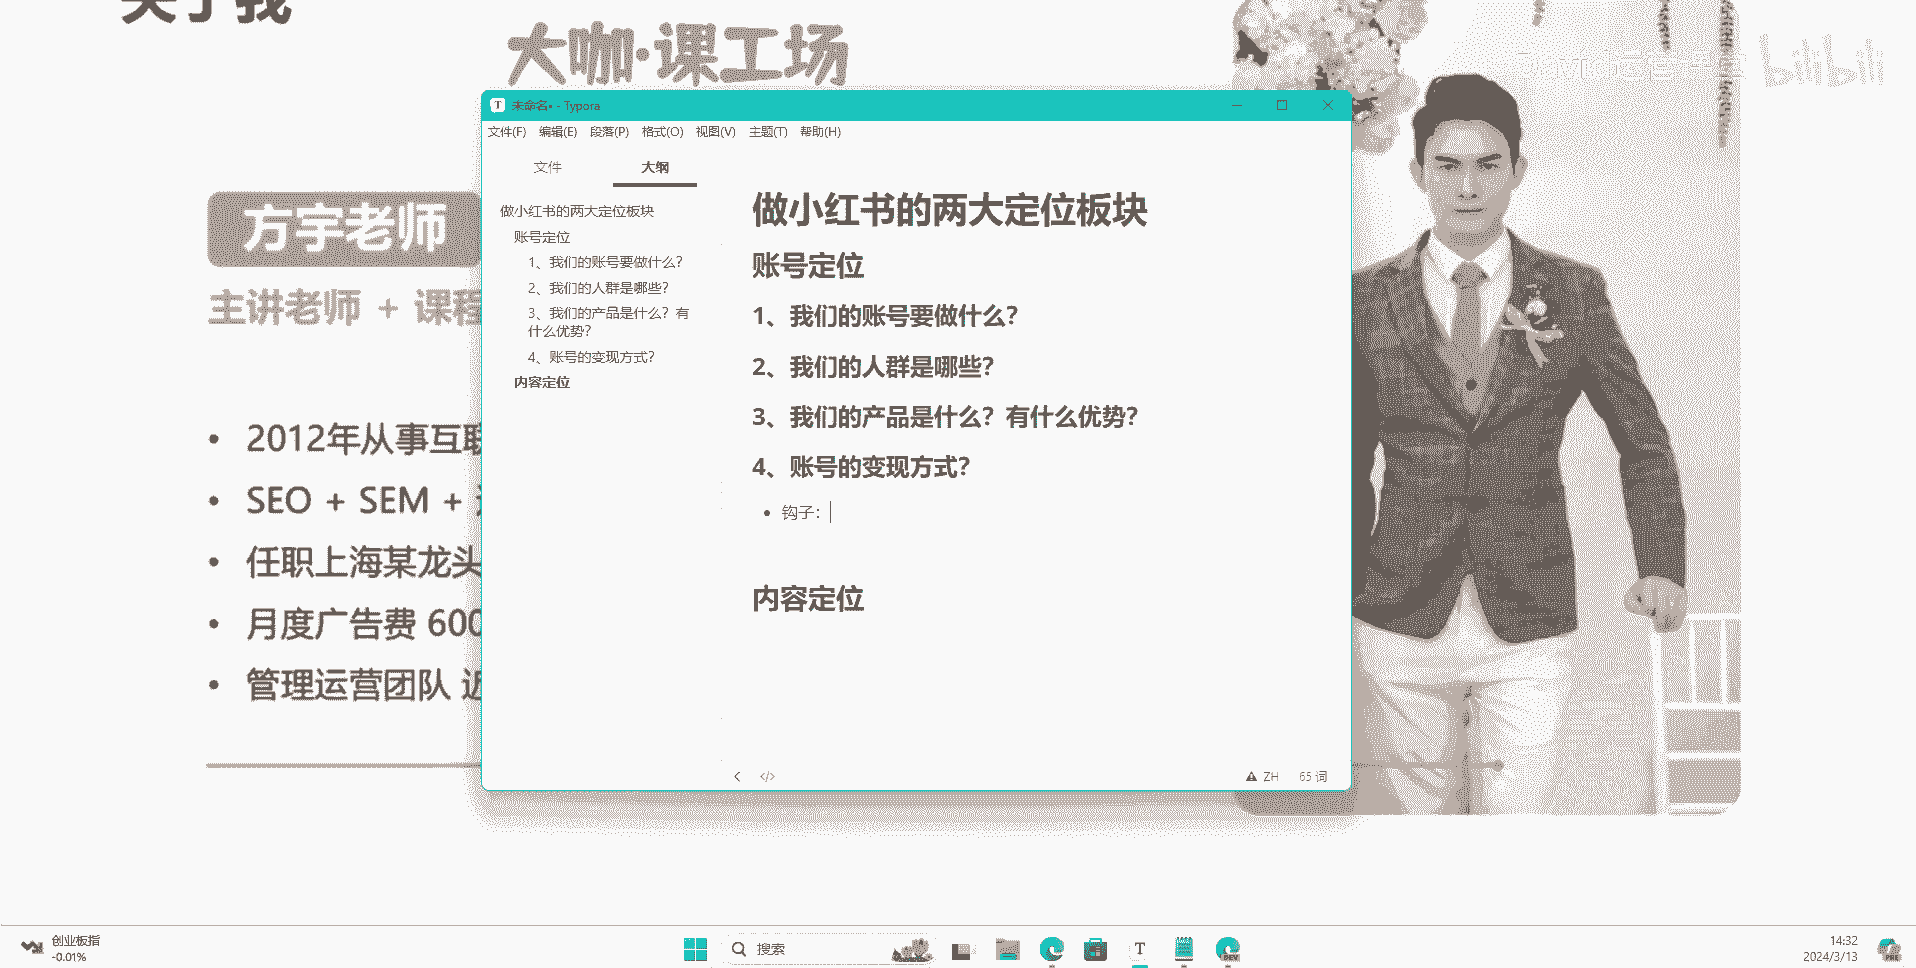 关于我
大咖·课工场
bilibili
未命名• - Typora
文件(F) 编辑(E) 段落(P) 格式(O) 视图(V) 主题(T) 帮助(H)
文件 大纲
做小红书的两大定位板块
账号定位
1、我们的账号要做什么？
2、我们的人群是哪些？
3、我们的产品是什么？有
什么优势？
4、账号的变现方式？
内容定位
做小红书的两大定位板块
账号定位
1、我们的账号要做什么？
2、我们的人群是哪些？
3、我们的产品是什么？有什么优势？
4、账号的变现方式？
钩子：
内容定位
ZH 65 词
方宇老师
主讲老师 + 课程
• 2012年从事互联
• SEO + SEM +
• 任职上海某龙头
• 月度广告费 600
• 管理运营团队 近
创业板指
-0.01%
搜索
14:32
2024/3/13